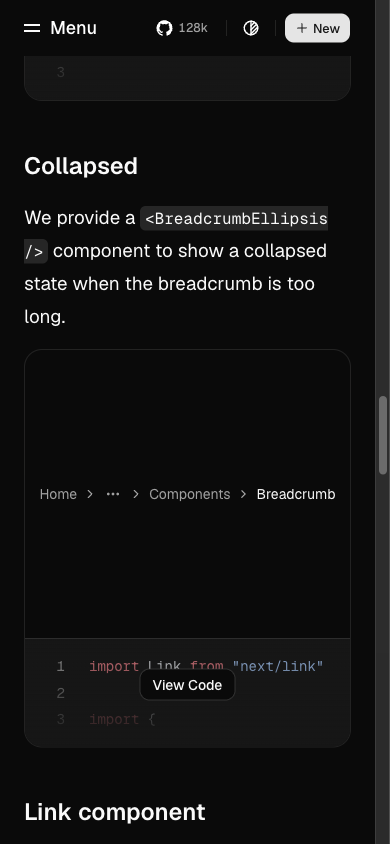 Menu 128k + New
3
Collapsed
We provide a <BreadcrumbEllipsis
/> component to show a collapsed
state when the breadcrumb is too
long.
Home > ··· > Components > Breadcrumb
1 import Link from "next/link"
2
View Code
3 import {
Link component